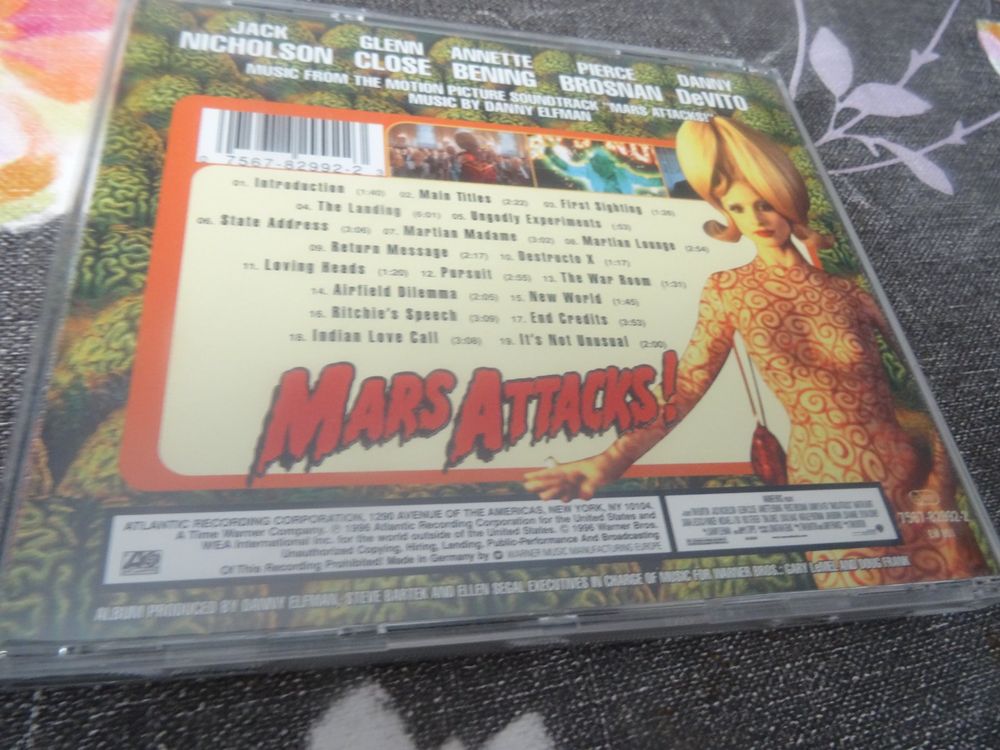 JACK NICHOLSON GLENN CLOSE ANNETTE BENING PIERCE BROSNAN DANNY DeVITO
MUSIC FROM THE MOTION PICTURE SOUNDTRACK "MARS ATTACKS!"
MUSIC BY DANNY ELFMAN
7567-82992-2
01. Introduction (1:40) 02. Main Titles (2:22) 03. First Sighting (1:26)
04. The Landing (6:01) 05. Ungodly Experiments (:53)
06. State Address (3:06) 07. Martian Madame (3:02) 08. Martian Lounge (2:54)
09. Return Message (2:17) 10. Destructo X (1:17)
11. Loving Heads (1:20) 12. Pursuit (2:55) 13. The War Room (1:31)
14. Airfield Dilemma (2:05) 15. New World (1:45)
16. Ritchie's Speech (3:09) 17. End Credits (3:53)
18. Indian Love Call (3:08) 19. It's Not Unusual (2:00)
MARS ATTACKS!
ATLANTIC RECORDING CORPORATION, 1290 AVENUE OF THE AMERICAS, NEW YORK, NY 10104.
A Time Warner Company. ℗ 1996 Atlantic Recording Corporation for the United States and
WEA International Inc. for the world outside of the United States. © 1996 Warner Bros.
Unauthorized Copying, Hiring, Lending, Public Performance And Broadcasting
Of This Recording Prohibited! Made in Germany by WARNER MUSIC MANUFACTURING EUROPE
7567-82992-2
ALBUM PRODUCED BY DANNY ELFMAN, STEVE BARTEK AND ELLEN SEGAL EXECUTIVES IN CHARGE OF MUSIC FOR WARNER BROS.: GARY LeMEL AND DOUG FRANK